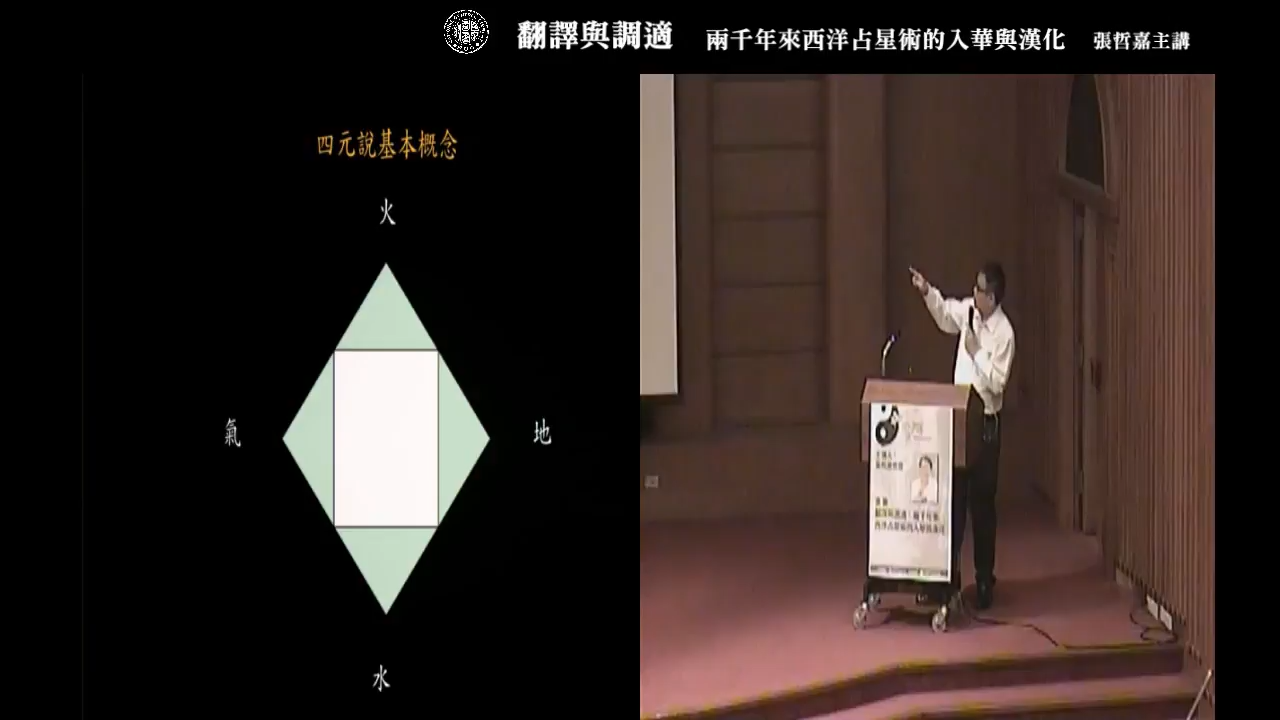 翻譯與調適 兩千年來西洋占星術的入華與漢化 張哲嘉主講
四元說基本概念
火
氣
地
水